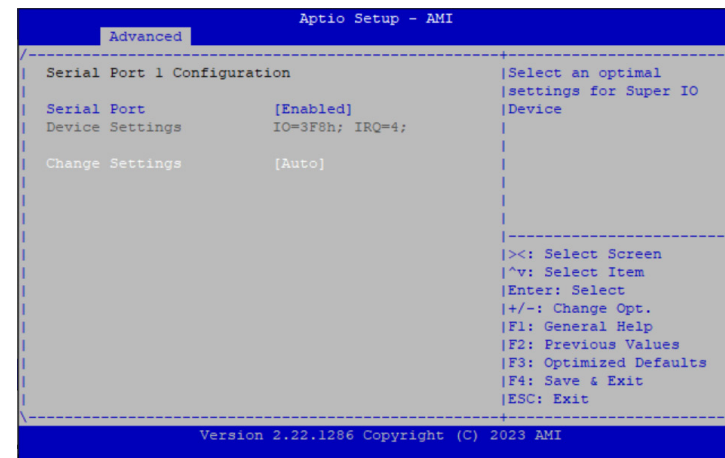 Aptio Setup - AMI
Advanced
Serial Port 1 Configuration
Serial Port [Enabled]
Device Settings IO=3F8h; IRQ=4;
Change Settings [Auto]
Select an optimal
settings for Super IO
Device
><: Select Screen
^v: Select Item
Enter: Select
+/-: Change Opt.
F1: General Help
F2: Previous Values
F3: Optimized Defaults
F4: Save & Exit
ESC: Exit
Version 2.22.1286 Copyright (C) 2023 AMI